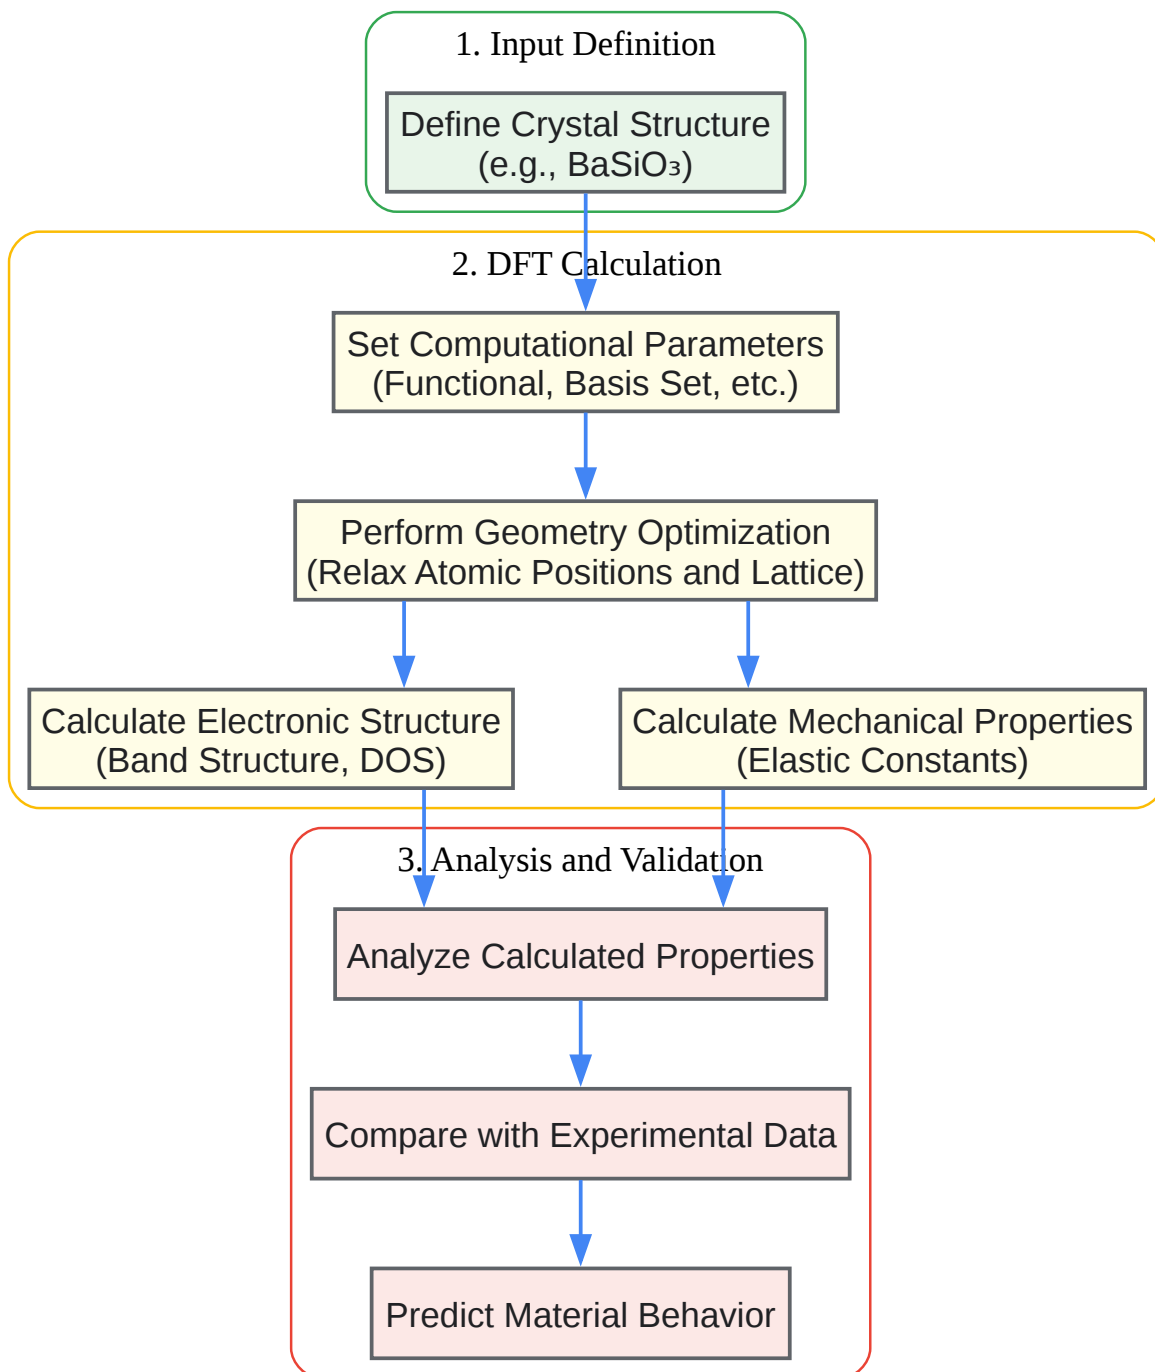 1. Input Definition
Define Crystal Structure
(e.g., BaSiO₃)
2. DFT Calculation
Set Computational Parameters
(Functional, Basis Set, etc.)
Perform Geometry Optimization
(Relax Atomic Positions and Lattice)
Calculate Electronic Structure
(Band Structure, DOS)
Calculate Mechanical Properties
(Elastic Constants)
3. Analysis and Validation
Analyze Calculated Properties
Compare with Experimental Data
Predict Material Behavior